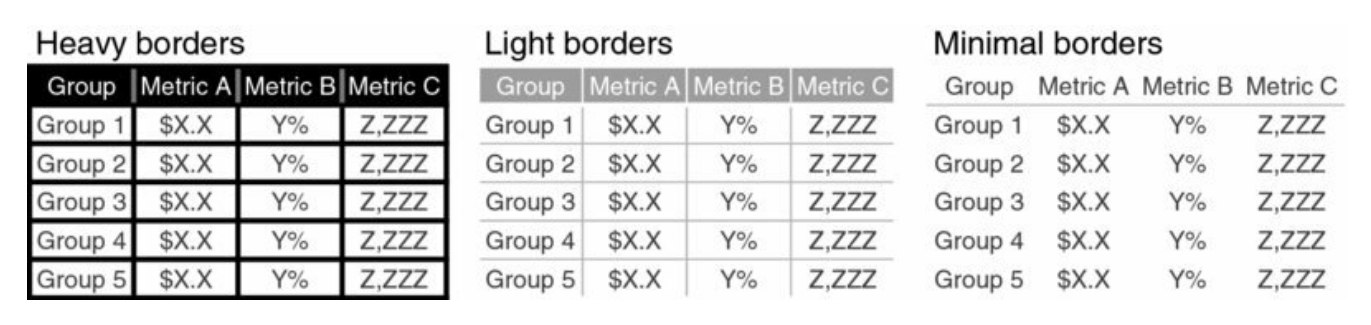 Heavy borders
Group Metric A Metric B Metric C
Group 1 $X.X Y% Z,ZZZ
Group 2 $X.X Y% Z,ZZZ
Group 3 $X.X Y% Z,ZZZ
Group 4 $X.X Y% Z,ZZZ
Group 5 $X.X Y% Z,ZZZ
Light borders
Group Metric A Metric B Metric C
Group 1 $X.X Y% Z,ZZZ
Group 2 $X.X Y% Z,ZZZ
Group 3 $X.X Y% Z,ZZZ
Group 4 $X.X Y% Z,ZZZ
Group 5 $X.X Y% Z,ZZZ
Minimal borders
Group Metric A Metric B Metric C
Group 1 $X.X Y% Z,ZZZ
Group 2 $X.X Y% Z,ZZZ
Group 3 $X.X Y% Z,ZZZ
Group 4 $X.X Y% Z,ZZZ
Group 5 $X.X Y% Z,ZZZ